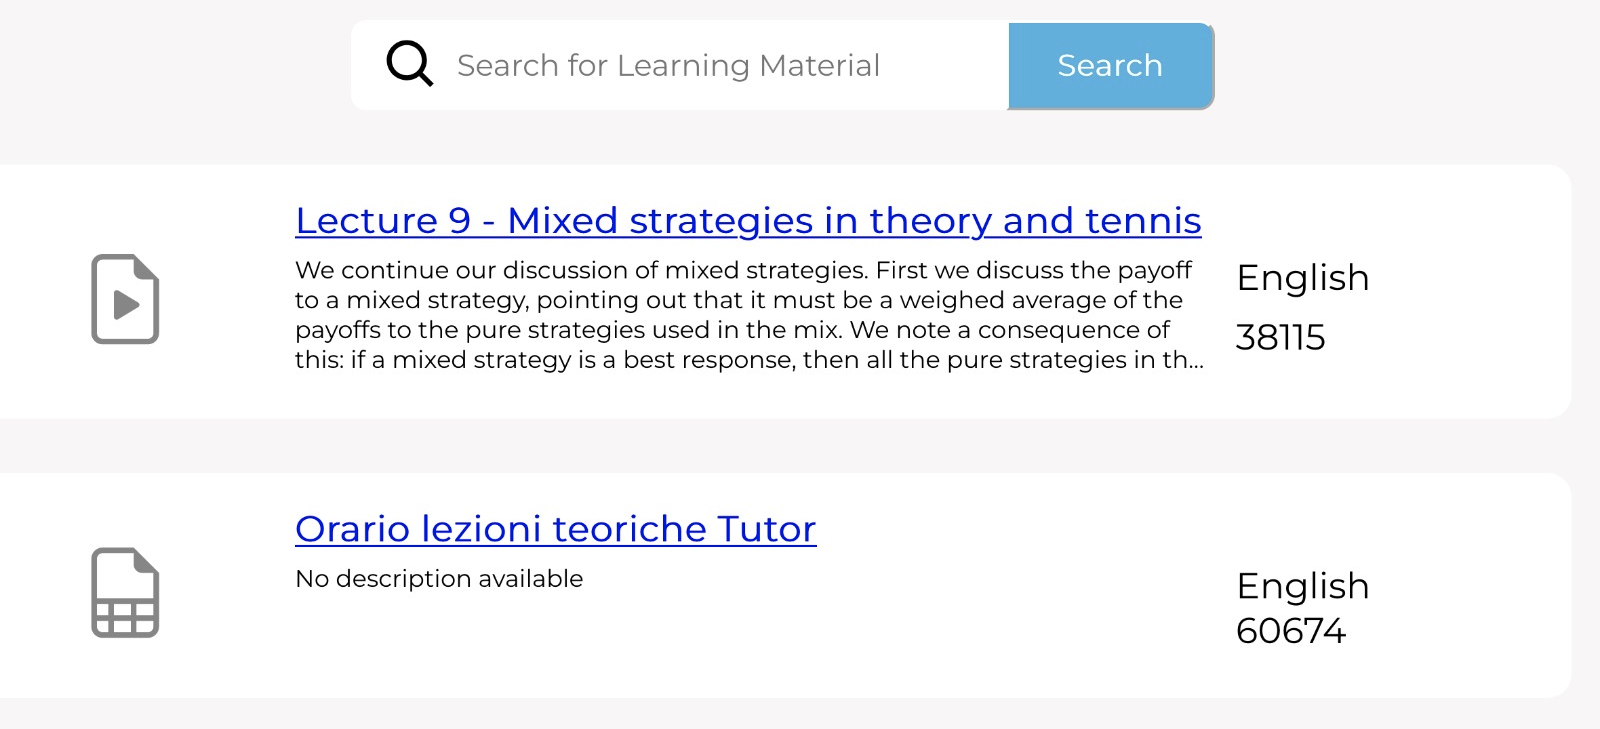 Search for Learning Material
Search
Lecture 9 - Mixed strategies in theory and tennis
We continue our discussion of mixed strategies. First we discuss the payoff
to a mixed strategy, pointing out that it must be a weighed average of the
payoffs to the pure strategies used in the mix. We note a consequence of
this: if a mixed strategy is a best response, then all the pure strategies in th...
English
38115
Orario lezioni teoriche Tutor
No description available
English
60674